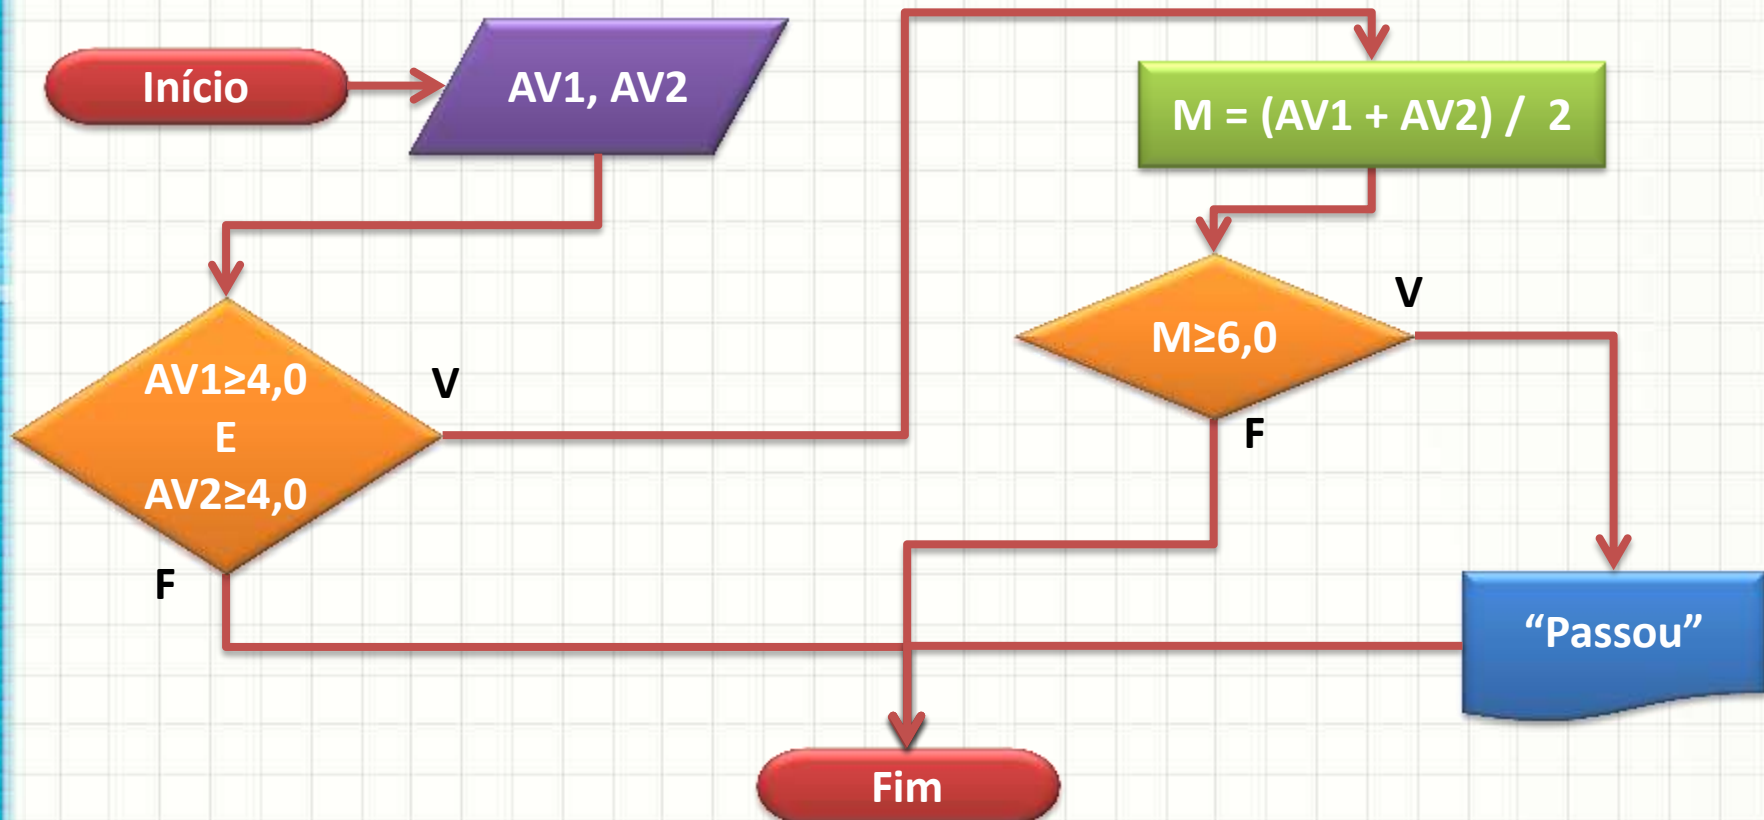 Início
AV1, AV2
AV1≥4,0
E
AV2≥4,0
V
F
M = (AV1 + AV2) /  2
M≥6,0
V
F
“Passou”
Fim